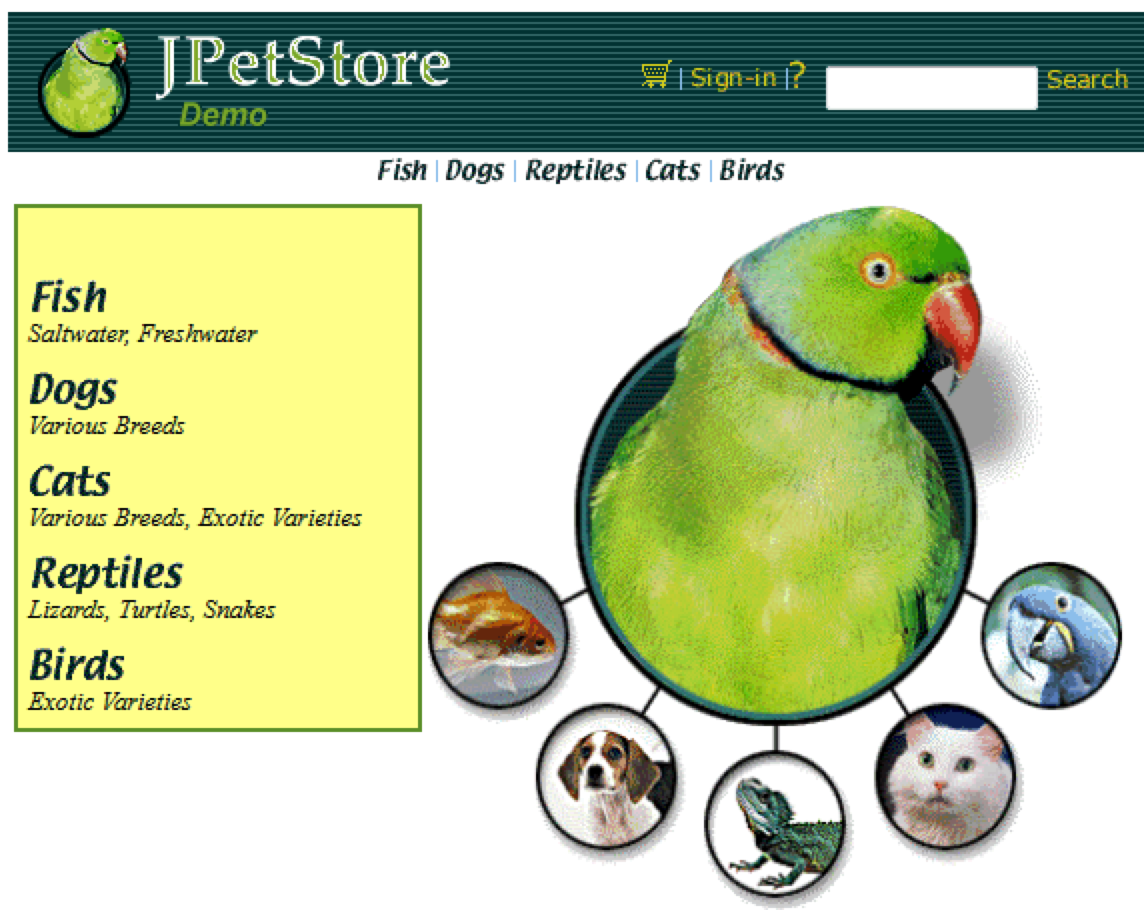 JPetStore
Demo
| Sign-in |? Search
Fish | Dogs | Reptiles | Cats | Birds
Fish
Saltwater, Freshwater
Dogs
Various Breeds
Cats
Various Breeds, Exotic Varieties
Reptiles
Lizards, Turtles, Snakes
Birds
Exotic Varieties